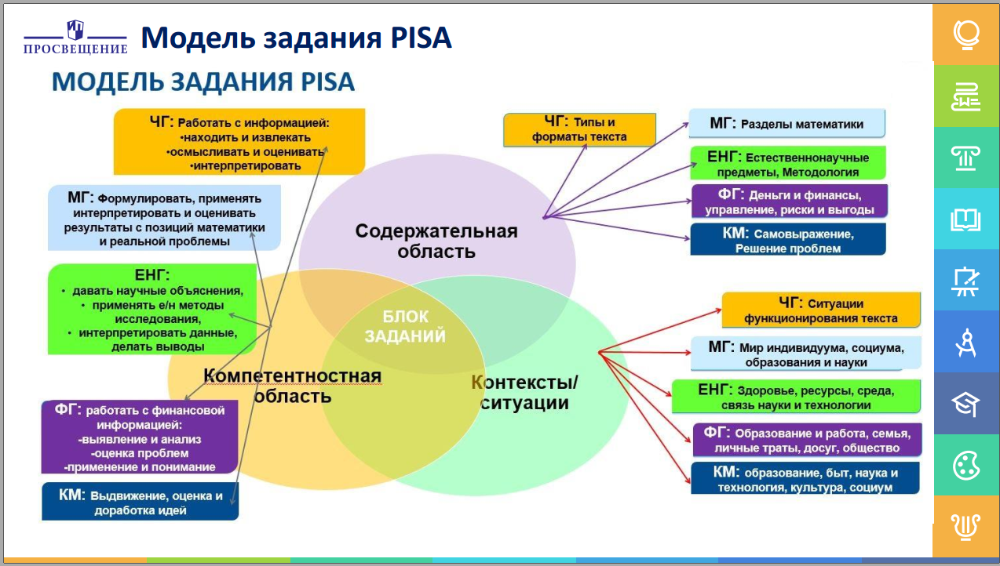 ПРОСВЕЩЕНИЕ
Модель задания PISA
МОДЕЛЬ ЗАДАНИЯ PISA
ЧГ: Работать с информацией:
•находить и извлекать
•осмысливать и оценивать
•интерпретировать
МГ: Формулировать, применять
интерпретировать и оценивать
результаты с позиций математики
и реальной проблемы
ЕНГ:
• давать научные объяснения,
• применять е/н методы
исследования,
• интерпретировать данные,
делать выводы
ФГ: работать с финансовой
информацией:
-выявление и анализ
-оценка проблем
-применение и понимание
КМ: Выдвижение, оценка и
доработка идей
Содержательная
область
БЛОК
ЗАДАНИЙ
Компетентностная
область
Контексты/
ситуации
ЧГ: Типы и
форматы текста
МГ: Разделы математики
ЕНГ: Естественнонаучные
предметы, Методология
ФГ: Деньги и финансы,
управление, риски и выгоды
КМ: Самовыражение,
Решение проблем
ЧГ: Ситуации
функционирования текста
МГ: Мир индивидуума, социума,
образования и науки
ЕНГ: Здоровье, ресурсы, среда,
связь науки и технологии
ФГ: Образование и работа, семья,
личные траты, досуг, общество
КМ: образование, быт, наука и
технология, культура, социум